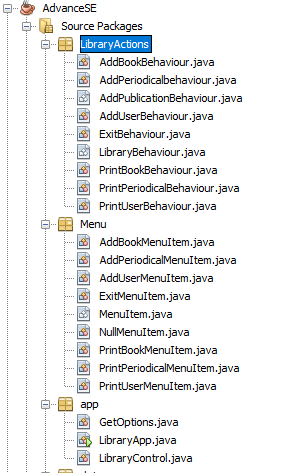 AdvanceSE
Source Packages
LibraryActions
AddBookBehaviour.java
AddPeriodicalbehaviour.java
AddPublicationBehaviour.java
AddUserBehaviour.java
ExitBehaviour.java
LibraryBehaviour.java
PrintBookBehaviour.java
PrintPeriodicalBehaviour.java
PrintUserBehaviour.java
Menu
AddBookMenuItem.java
AddPeriodicalMenuItem.java
AddUserMenuItem.java
ExitMenuItem.java
MenuItem.java
NullMenuItem.java
PrintBookMenuItem.java
PrintPeriodicalMenuItem.java
PrintUserMenuItem.java
app
GetOptions.java
LibraryApp.java
LibraryControl.java